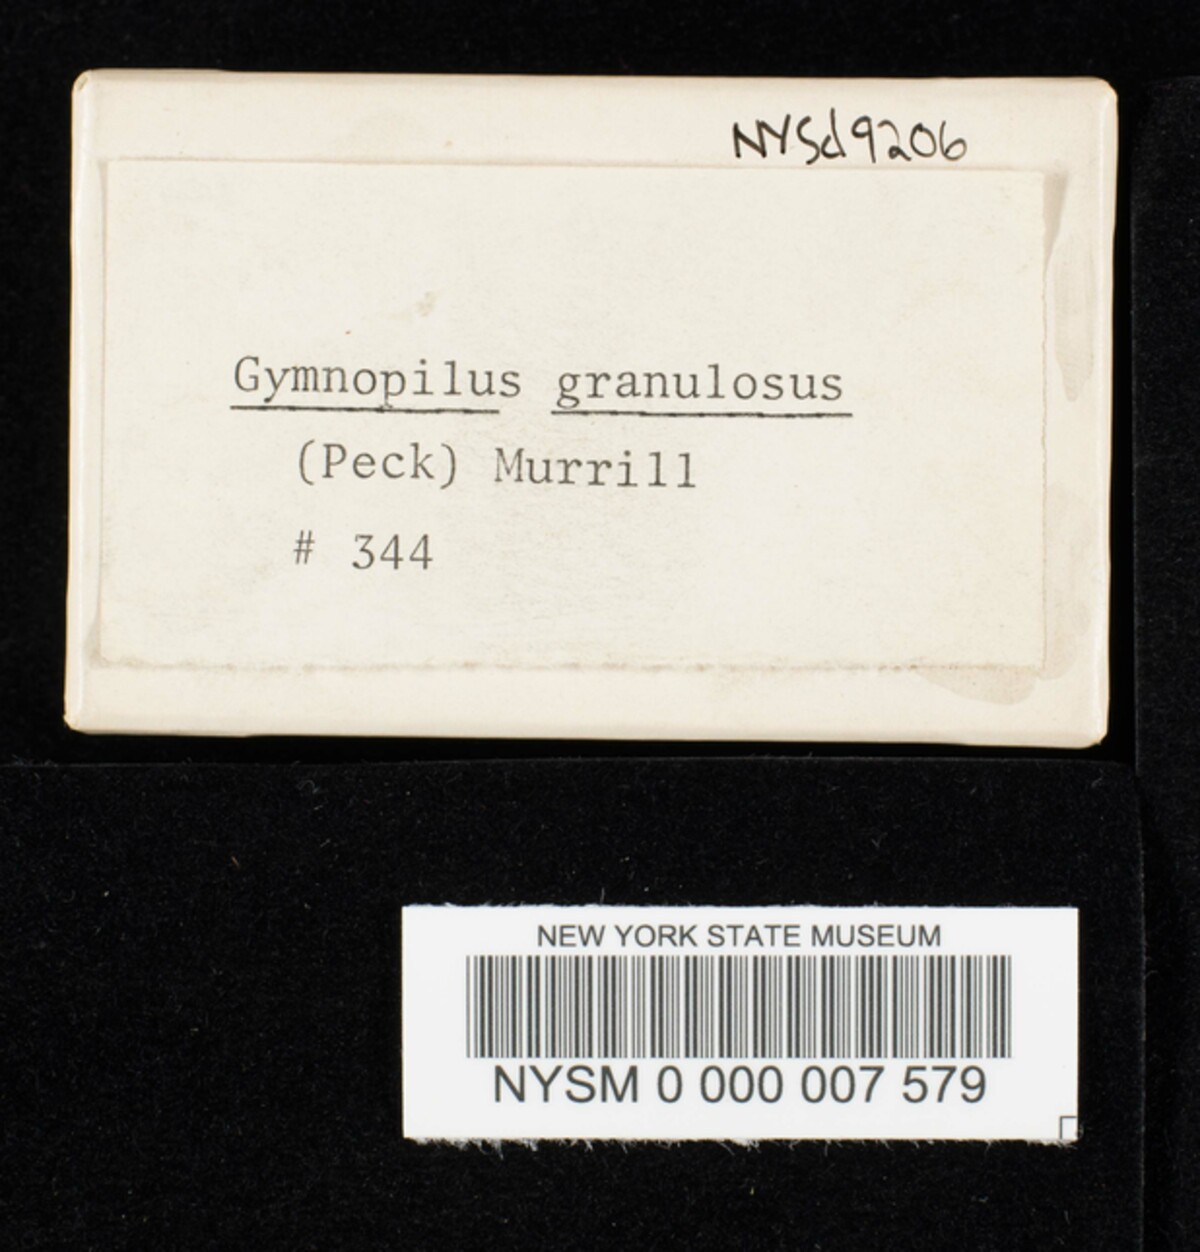 NYSd9206
Gymnopilus granulosus
(Peck) Murrill
# 344
NEW YORK STATE MUSEUM
NYSM 0 000 007 579